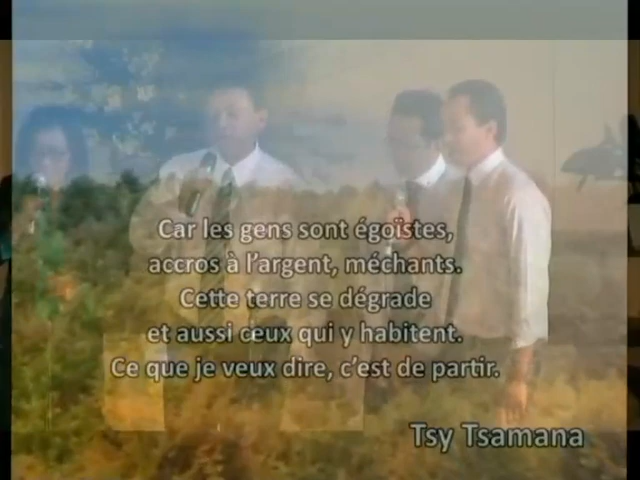 Car les gens sont égoïstes,
accros à l'argent, méchants.
Cette terre se dégrade
et aussi ceux qui y habitent.
Ce que je veux dire, c'est de partir.
Tsy Tsamana